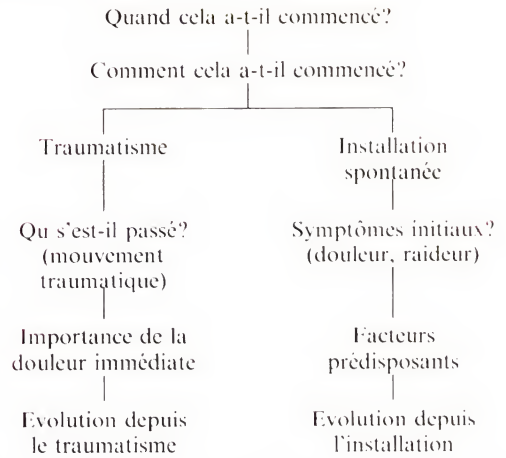 Quand cela a-t-il commencé?
Comment cela a-t-il commencé?
Traumatisme
Installation
spontanée
Qu s'est-il passé?
(mouvement
traumatique)
Symptômes initiaux?
(douleur, raideur)
Importance de la
douleur immédiate
Facteurs
prédisposants
Evolution depuis
le traumatisme
Evolution depuis
l'installation